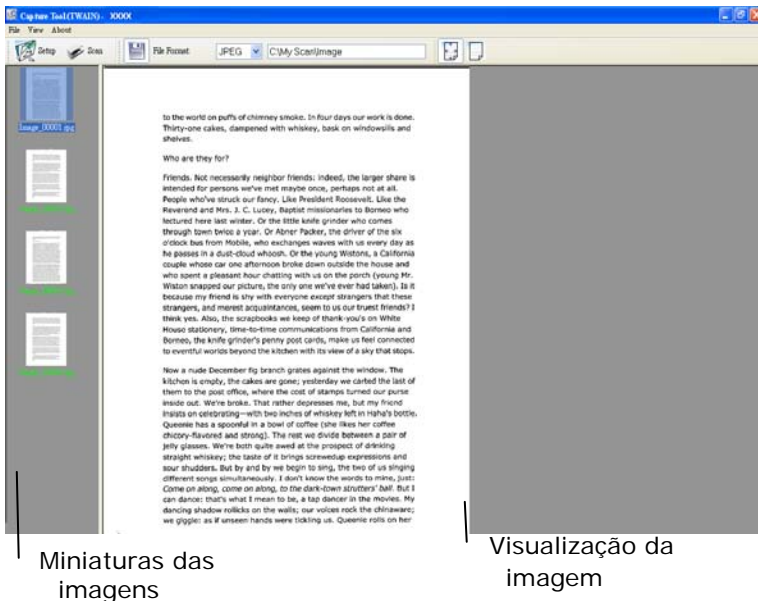 Capture Tool(TWAIN) - XXXX
File View About
Setup Scan File Format JPEG C:\My Scan\Image
Image_00001.jpg
to the world on puffs of chimney smoke. In four days our work is done.
Thirty-one cakes, dampened with whiskey, bask on windowsills and
shelves.
Who are they for?
Friends. Not necessarily neighbor friends: indeed, the larger share is
intended for persons we've met maybe once, perhaps not at all.
People who've struck our fancy. Like President Roosevelt. Like the
Reverend and Mrs. J. C. Lucey, Baptist missionaries to Borneo who
lectured here last winter. Or the little knife grinder who comes
through town twice a year. Or Abner Packer, the driver of the six
o'clock bus from Mobile, who exchanges waves with us every day as
he passes in a dust-cloud whoosh. Or the young Wistons, a California
couple whose car one afternoon broke down outside the house and
who spent a pleasant hour chatting with us on the porch (young Mr.
Wiston snapped our picture, the only one we've ever had taken). Is it
because my friend is shy with everyone except strangers that these
strangers, and merest acquaintances, seem to us our truest friends? I
think yes. Also, the scrapbooks we keep of thank-you's on White
House stationery, time-to-time communications from California and
Borneo, the knife grinder's penny post cards, make us feel connected
to eventful worlds beyond the kitchen with its view of a sky that stops.
Now a nude December fig branch grates against the window. The
kitchen is empty, the cakes are gone; yesterday we carted the last of
them to the post office, where the cost of stamps turned our purse
inside out. We're broke. That rather depresses me, but my friend
insists on celebrating—with two inches of whiskey left in Haha's bottle.
Queenie has a spoonful in a bowl of coffee (she likes her coffee
chicory-flavored and strong). The rest we divide between a pair of
jelly glasses. We're both quite awed at the prospect of drinking
straight whiskey; the taste of it brings screwedup expressions and
sour shudders. But by and by we begin to sing, the two of us singing
different songs simultaneously. I don't know the words to mine, just:
Come on along, come on along, to the dark-town strutters' ball. But I
can dance: that's what I mean to be, a tap dancer in the movies. My
dancing shadow rollicks on the walls; our voices rock the chinaware;
we giggle: as if unseen hands were tickling us. Queenie rolls on her
Miniaturas das
imagens
Visualização da
imagem